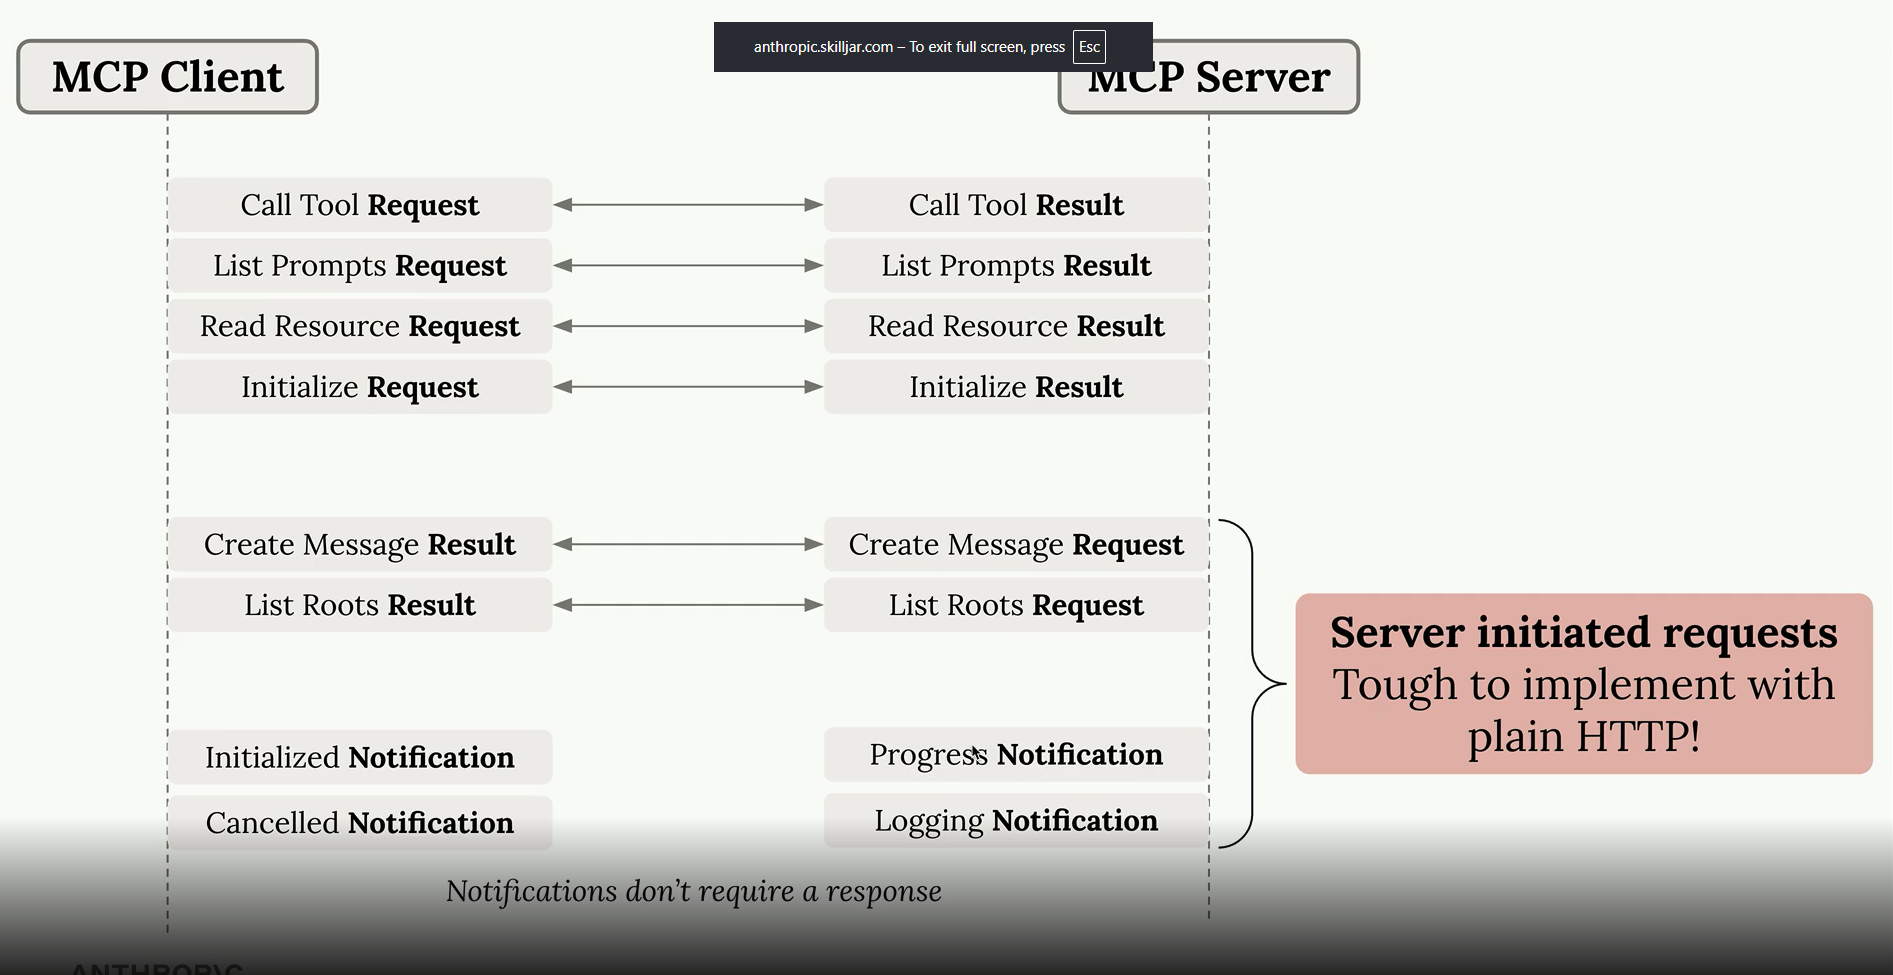 anthropic.skilljar.com – To exit full screen, press Esc
MCP Client
MCP Server
Call Tool Request
Call Tool Result
List Prompts Request
List Prompts Result
Read Resource Request
Read Resource Result
Initialize Request
Initialize Result
Create Message Result
Create Message Request
List Roots Result
List Roots Request
Server initiated requests
Tough to implement with
plain HTTP!
Initialized Notification
Progress Notification
Cancelled Notification
Logging Notification
Notifications don’t require a response
ANTHROP\C